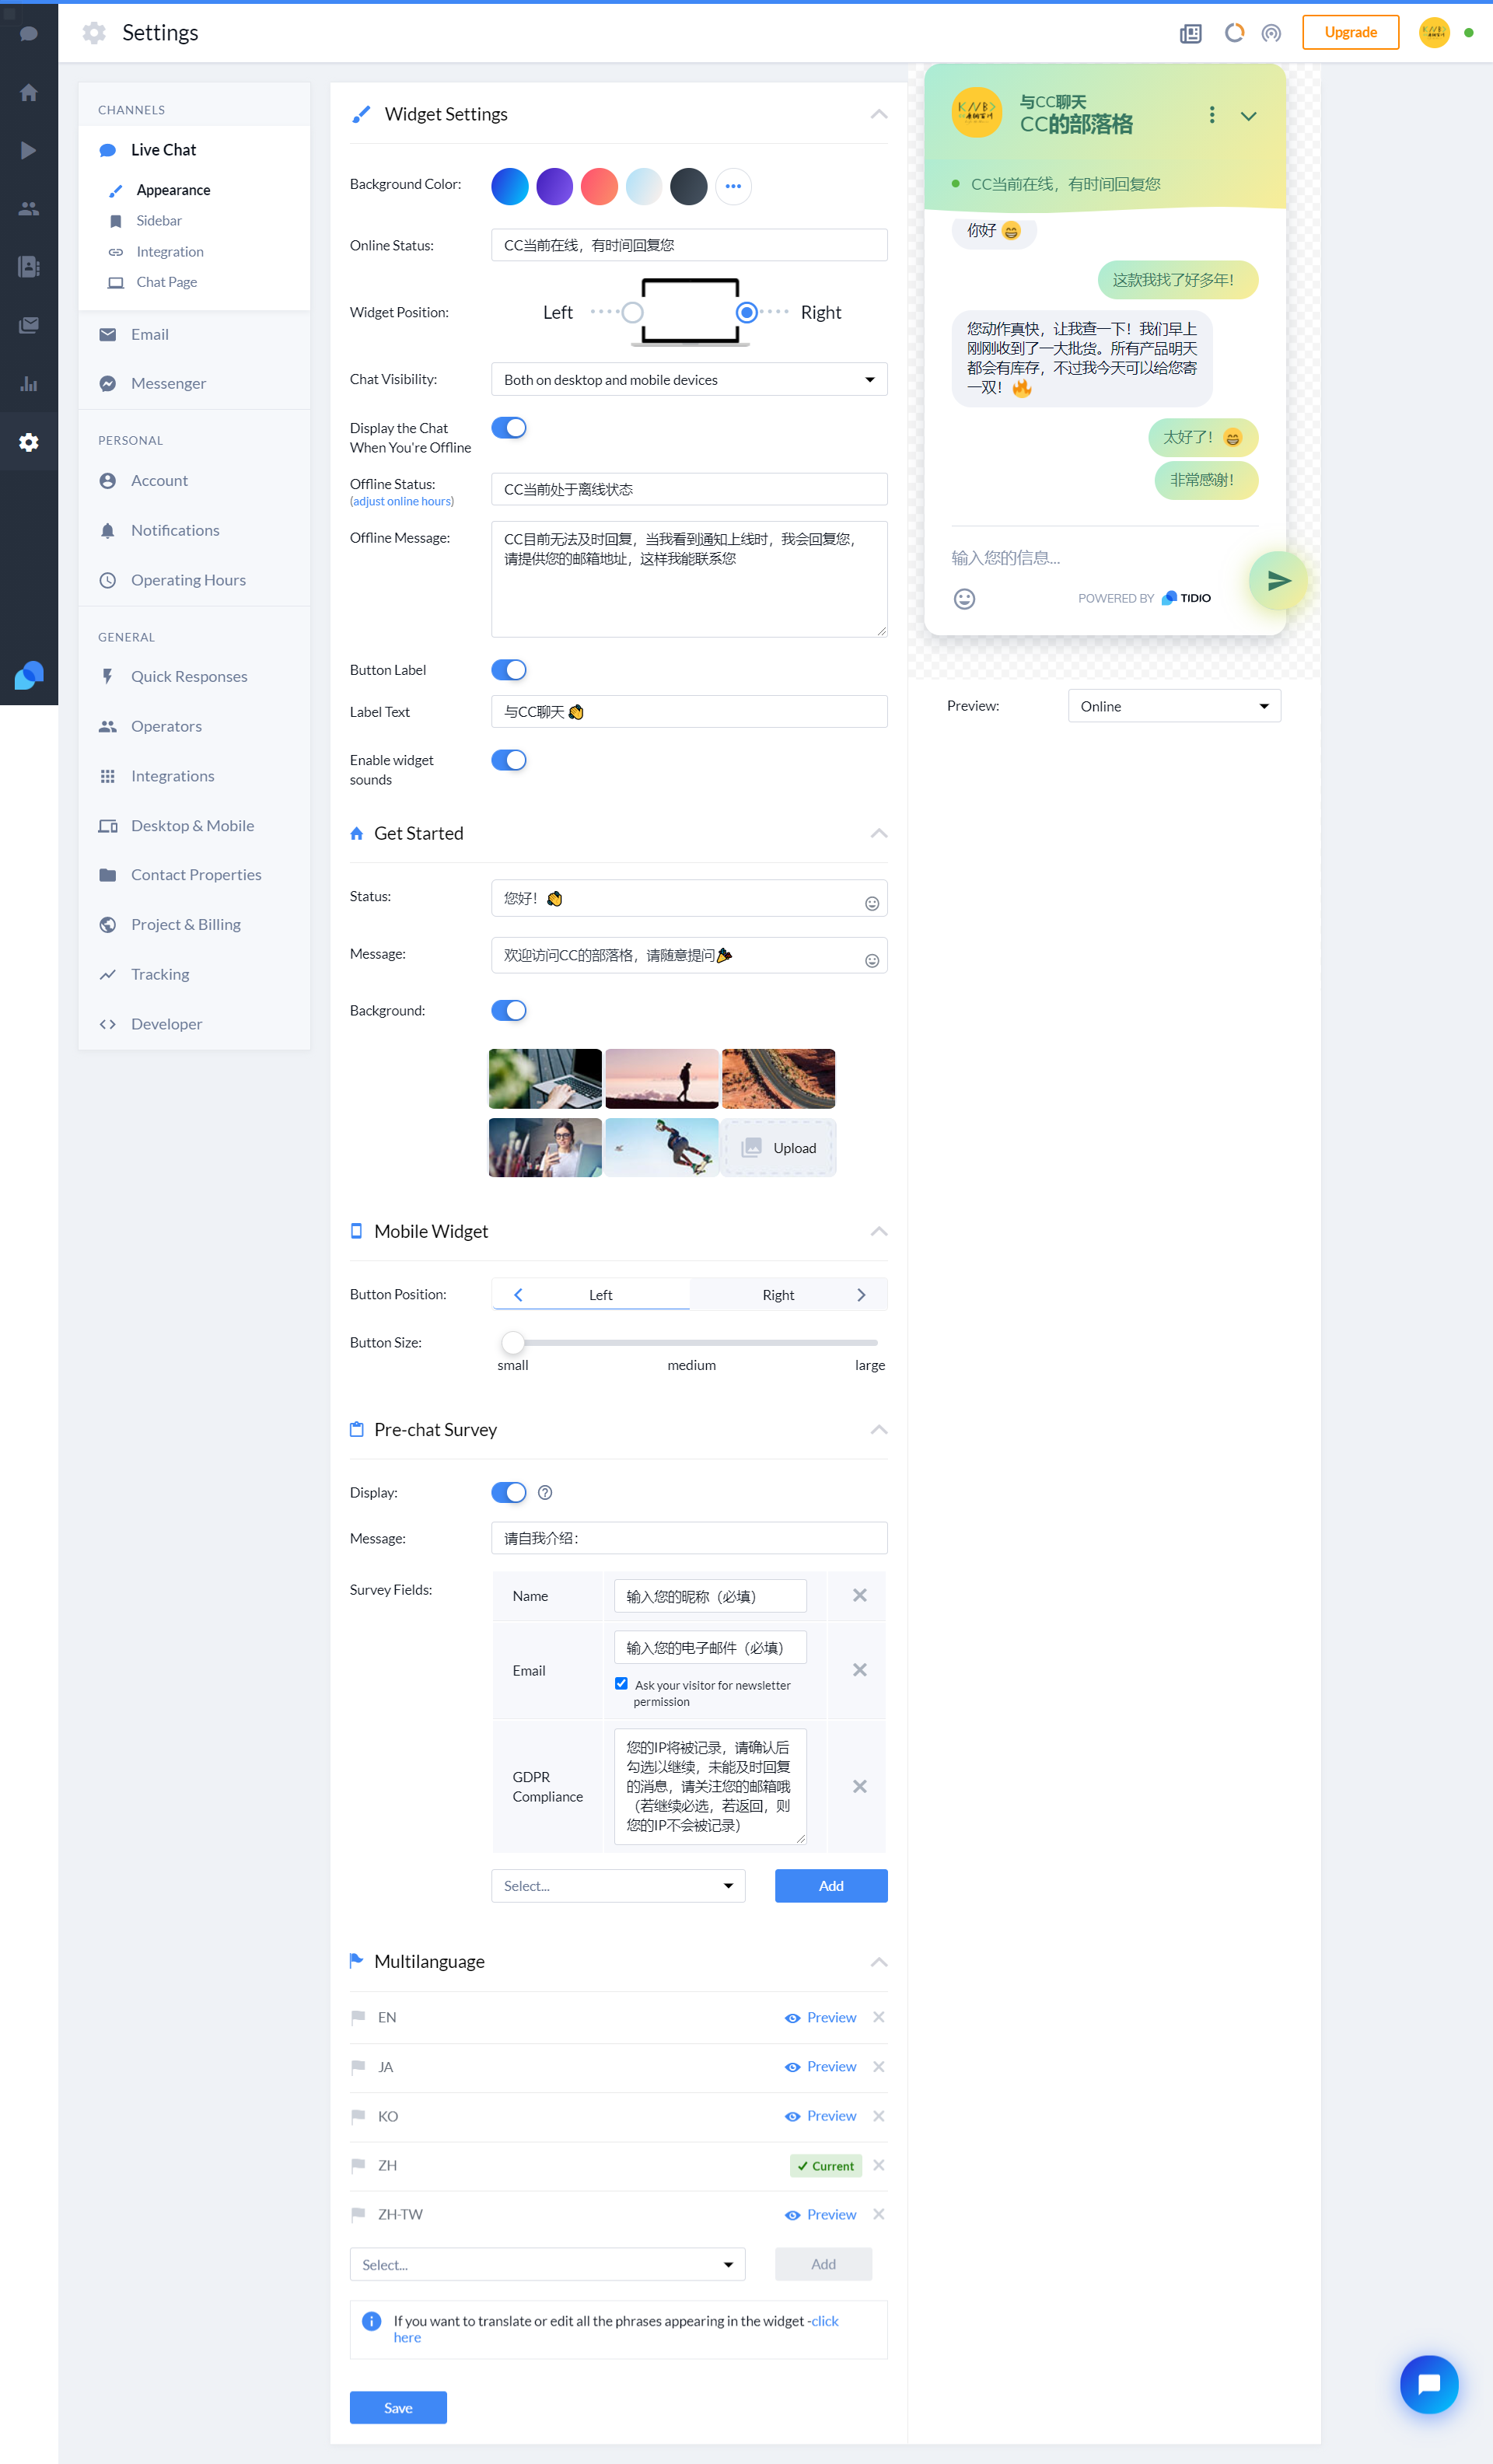 Settings
Upgrade
CHANNELS
Live Chat
Appearance
Sidebar
Integration
Chat Page
Email
Messenger
PERSONAL
Account
Notifications
Operating Hours
GENERAL
Quick Responses
Operators
Integrations
Desktop & Mobile
Contact Properties
Project & Billing
Tracking
Developer
Widget Settings
Background Color:
Online Status:
CC当前在线，有时间回复您
Widget Position:
Left
Right
Chat Visibility:
Both on desktop and mobile devices
Display the Chat
When You're Offline
Offline Status:
(adjust online hours)
CC当前处于离线状态
Offline Message:
CC目前无法及时回复，当我看到通知上线时，我会回复您，
请提供您的邮箱地址，这样我能联系您
Button Label
Label Text
与CC聊天 👏
Enable widget
sounds
Get Started
Status:
您好！👏
Message:
欢迎访问CC的部落格，请随意提问🎉
Background:
Upload
Mobile Widget
Button Position:
Left
Right
Button Size:
small
medium
large
Pre-chat Survey
Display:
Message:
请自我介绍：
Survey Fields:
Name
输入您的昵称（必填）
Email
输入您的电子邮件（必填）
Ask your visitor for newsletter
permission
GDPR
Compliance
您的IP将被记录，请确认后
勾选以继续，未能及时回复
的消息，请关注您的邮箱哦
（若继续必选，若返回，则
您的IP不会被记录）
Select...
Add
Multilanguage
EN
Preview
JA
Preview
KO
Preview
ZH
Current
ZH-TW
Preview
Select...
Add
If you want to translate or edit all the phrases appearing in the widget -click
here
Save
与CC聊天
CC的部落格
CC当前在线，有时间回复您
你好 😄
这款我找了好多年！
您动作真快，让我查一下！我们早上
刚刚收到了一大批货。所有产品明天
都会有库存，不过我今天可以给您寄
一双！🔥
太好了！😄
非常感谢！
输入您的信息...
POWERED BY TIDIO
Preview:
Online